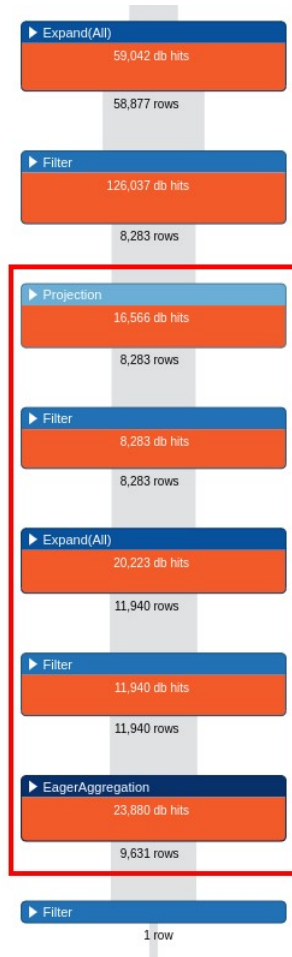 Expand(All)
59,042 db hits
58,877 rows
Filter
126,037 db hits
8,283 rows
Projection
16,566 db hits
8,283 rows
Filter
8,283 db hits
8,283 rows
Expand(All)
20,223 db hits
11,940 rows
Filter
11,940 db hits
11,940 rows
EagerAggregation
23,880 db hits
9,631 rows
Filter
1 row